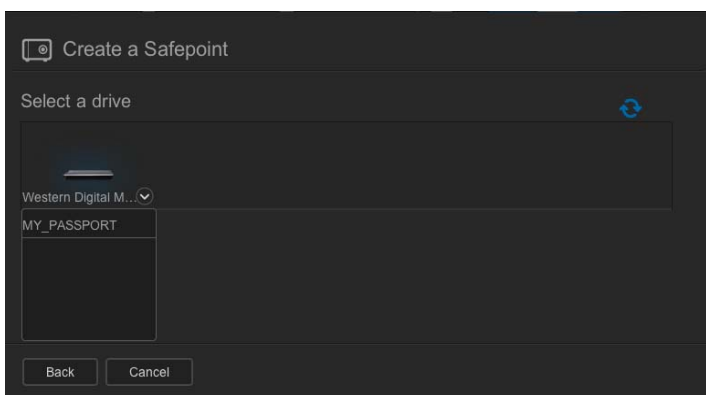 Create a Safepoint
Select a drive
Western Digital M...
MY_PASSPORT
Back
Cancel